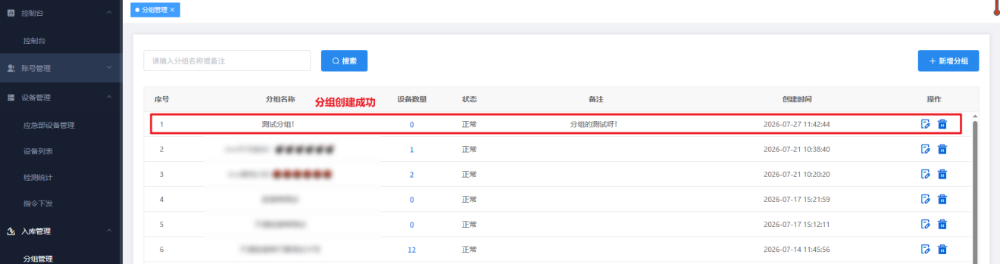 控制台
控制台
账号管理
设备管理
应急部设备管理
设备列表
检测统计
指令下发
入库管理
分组管理
分组管理 ×
请输入分组名称或备注
搜索
+ 新增分组
序号 分组名称 设备数量 状态 备注 创建时间 操作
分组创建成功
1 测试分组! 0 正常 分组的测试呀! 2026-07-27 11:42:44
2 1 正常 2026-07-21 10:38:40
3 2 正常 2026-07-21 10:20:20
4 0 正常 2026-07-17 15:21:59
5 0 正常 2026-07-17 15:12:11
6 12 正常 2026-07-14 11:45:56